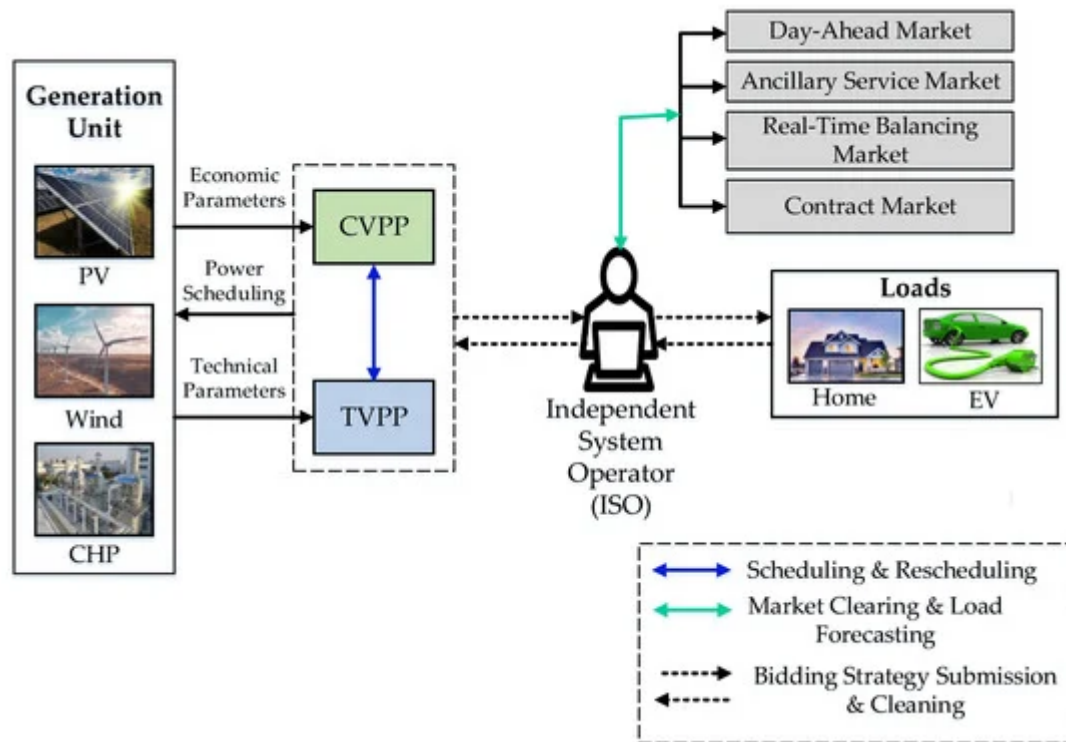 Generation
Unit
PV
Wind
CHP
Economic
Parameters
Power
Scheduling
Technical
Parameters
CVPP
TVPP
Independent
System
Operator
(ISO)
Day-Ahead Market
Ancillary Service Market
Real-Time Balancing
Market
Contract Market
Loads
Home
EV
Scheduling & Rescheduling
Market Clearing & Load
Forecasting
Bidding Strategy Submission
& Cleaning